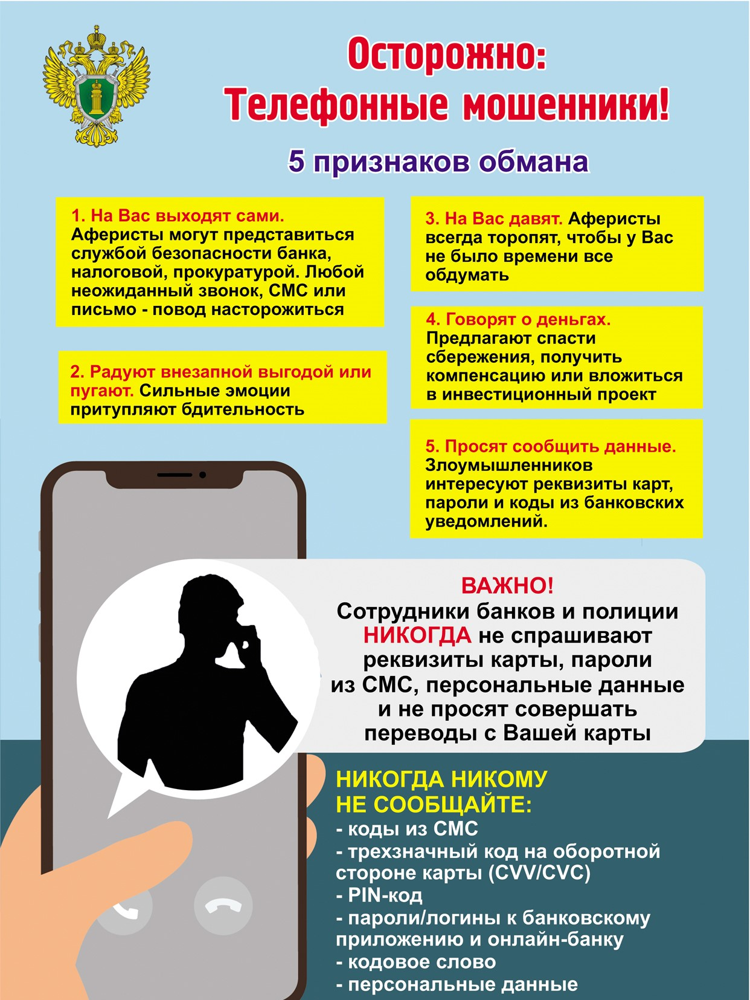 Осторожно:
Телефонные мошенники!
5 признаков обмана
1. На Вас выходят сами.
Аферисты могут представиться
службой безопасности банка,
налоговой, прокуратурой. Любой
неожиданный звонок, СМС или
письмо - повод насторожиться
2. Радуют внезапной выгодой или
пугают. Сильные эмоции
притупляют бдительность
3. На Вас давят. Аферисты
всегда торопят, чтобы у Вас
не было времени все
обдумать
4. Говорят о деньгах.
Предлагают спасти
сбережения, получить
компенсацию или вложиться
в инвестиционный проект
5. Просят сообщить данные.
Злоумышленников
интересуют реквизиты карт,
пароли и коды из банковских
уведомлений.
ВАЖНО!
Сотрудники банков и полиции
НИКОГДА не спрашивают
реквизиты карты, пароли
из СМС, персональные данные
и не просят совершать
переводы с Вашей карты
НИКОГДА НИКОМУ
НЕ СООБЩАЙТЕ:
- коды из СМС
- трехзначный код на оборотной
стороне карты (CVV/CVC)
- PIN-код
- пароли/логины к банковскому
приложению и онлайн-банку
- кодовое слово
- персональные данные